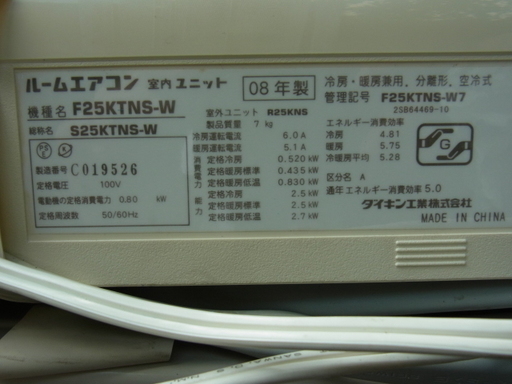 ルームエアコン 室内ユニット 08年製
冷房・暖房兼用、分離形、空冷式
機種名 F25KTNS-W
管理記号 F25KTNS-W7
2SB64469-10
総称名 S25KTNS-W
室外ユニット R25KNS
製品質量 7 kg
エネルギー消費効率
冷房 4.81
暖房 5.75
冷暖房平均 5.28
区分名 A
通年エネルギー消費効率 5.0
製造番号 C019526
定格電圧 100V
電動機の定格消費電力 0.80 kW
定格周波数 50/60Hz
冷房運転電流 6.0 A
暖房運転電流 5.1 A
消費電力
定格冷房 0.520 kW
定格暖房標準 0.435 kW
定格暖房低温 0.830 kW
能力
定格冷房 2.5 kW
定格暖房標準 2.5 kW
定格暖房低温 2.7 kW
G
ダイキン工業株式会社
MADE IN CHINA